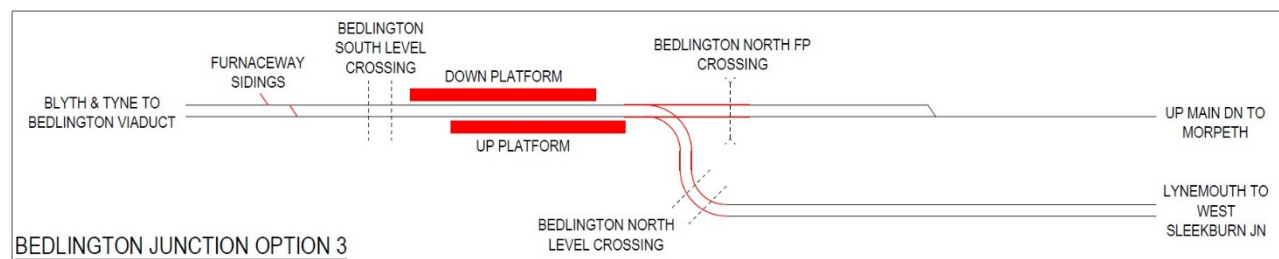 BEDLINGTON
SOUTH LEVEL
CROSSING
BEDLINGTON NORTH FP
CROSSING
FURNACEWAY
SIDINGS
DOWN PLATFORM
BLYTH & TYNE TO
BEDLINGTON VIADUCT
UP MAIN DN TO
MORPETH
UP PLATFORM
LYNEMOUTH TO
WEST
SLEEKBURN JN
BEDLINGTON NORTH
LEVEL CROSSING
BEDLINGTON JUNCTION OPTION 3